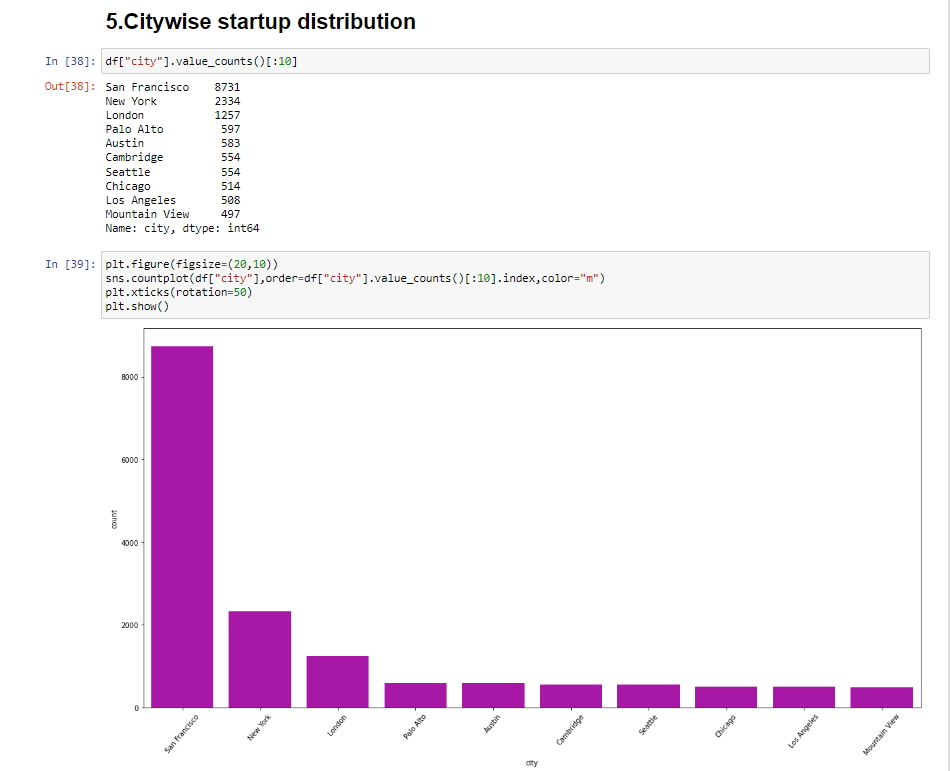 5.Citywise startup distribution
In [38]: df["city"].value_counts()[:10]
Out[38]: San Francisco    8731
New York         2334
London           1257
Palo Alto         597
Austin            583
Cambridge         554
Seattle           554
Chicago           514
Los Angeles       508
Mountain View     497
Name: city, dtype: int64
In [39]: plt.figure(figsize=(20,10))
sns.countplot(df["city"],order=df["city"].value_counts()[:10].index,color="m")
plt.xticks(rotation=50)
plt.show()
8000
6000
count
4000
2000
0
San Francisco
New York
London
Palo Alto
Austin
Cambridge
Seattle
Chicago
Los Angeles
Mountain View
city